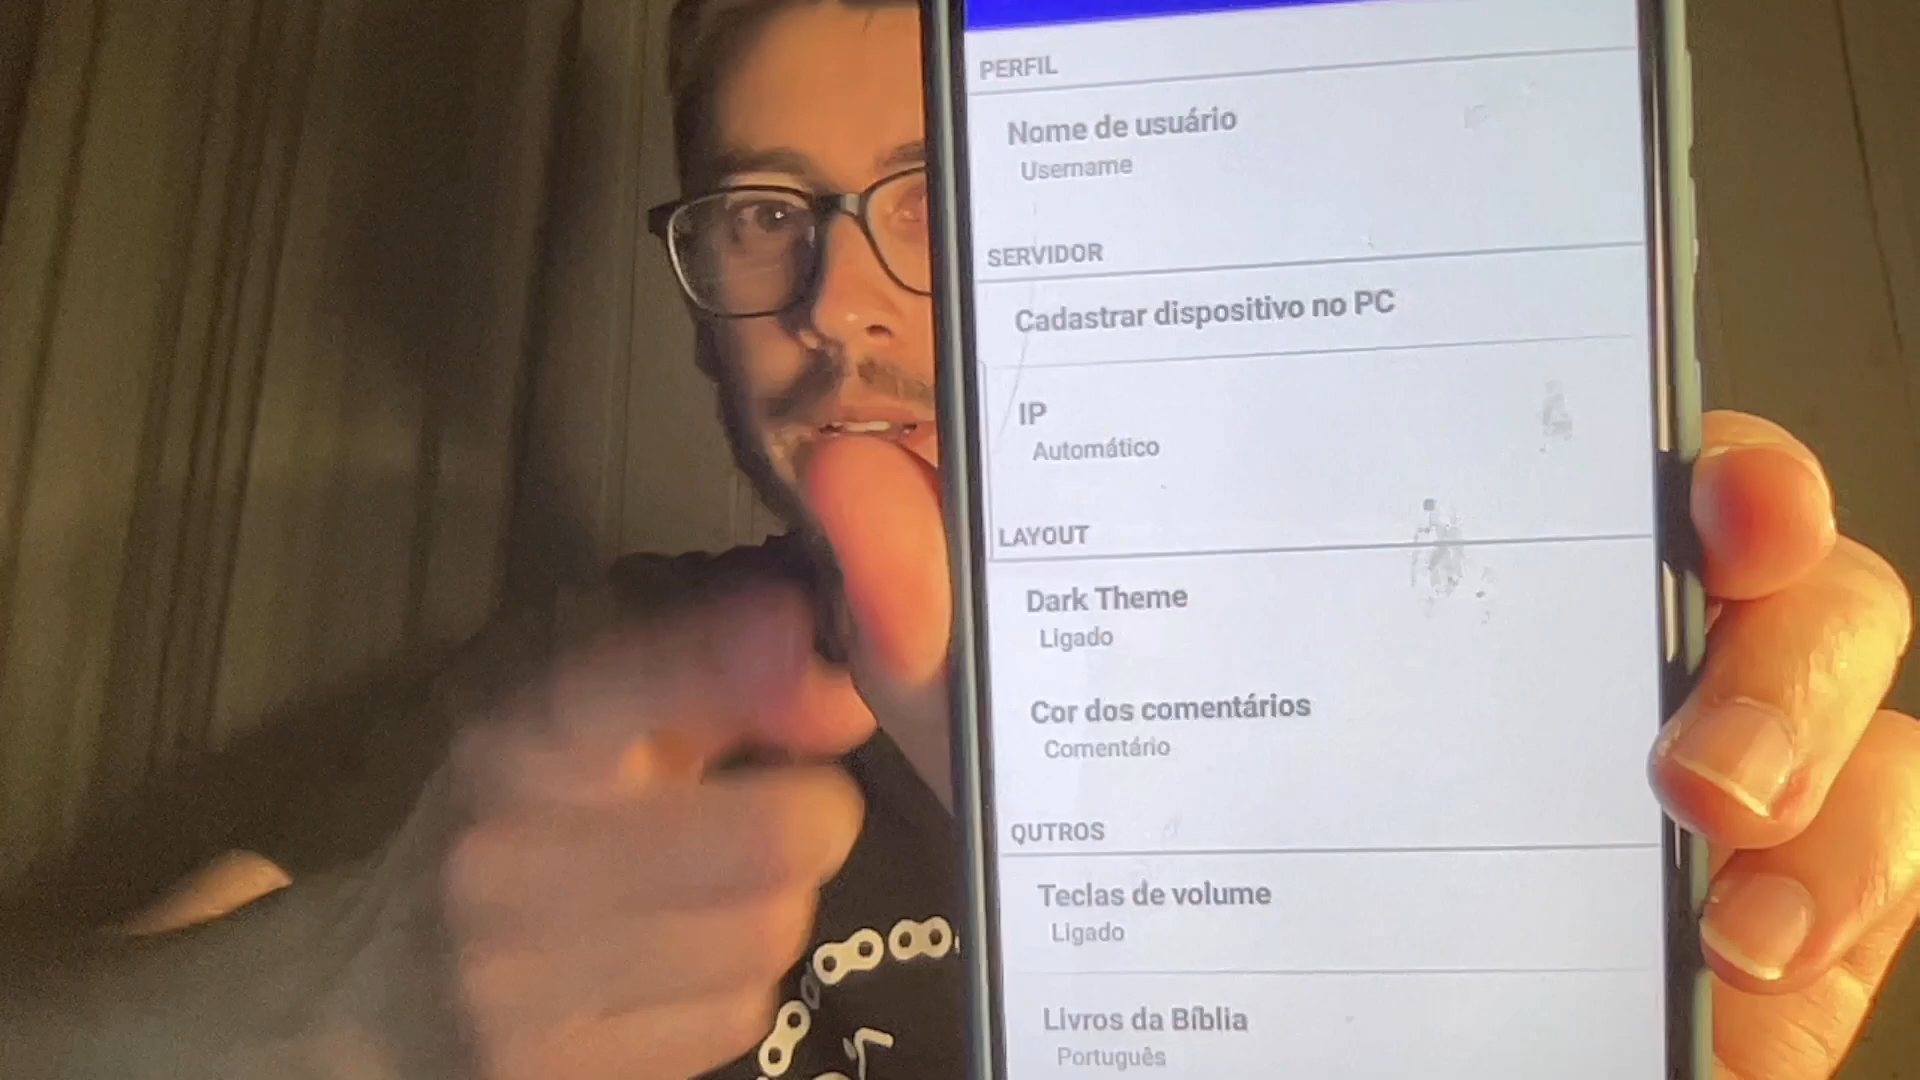 PERFIL
Nome de usuário
Username
SERVIDOR
Cadastrar dispositivo no PC
IP
Automático
LAYOUT
Dark Theme
Ligado
Cor dos comentários
Comentário
OUTROS
Teclas de volume
Ligado
Livros da Bíblia
Português